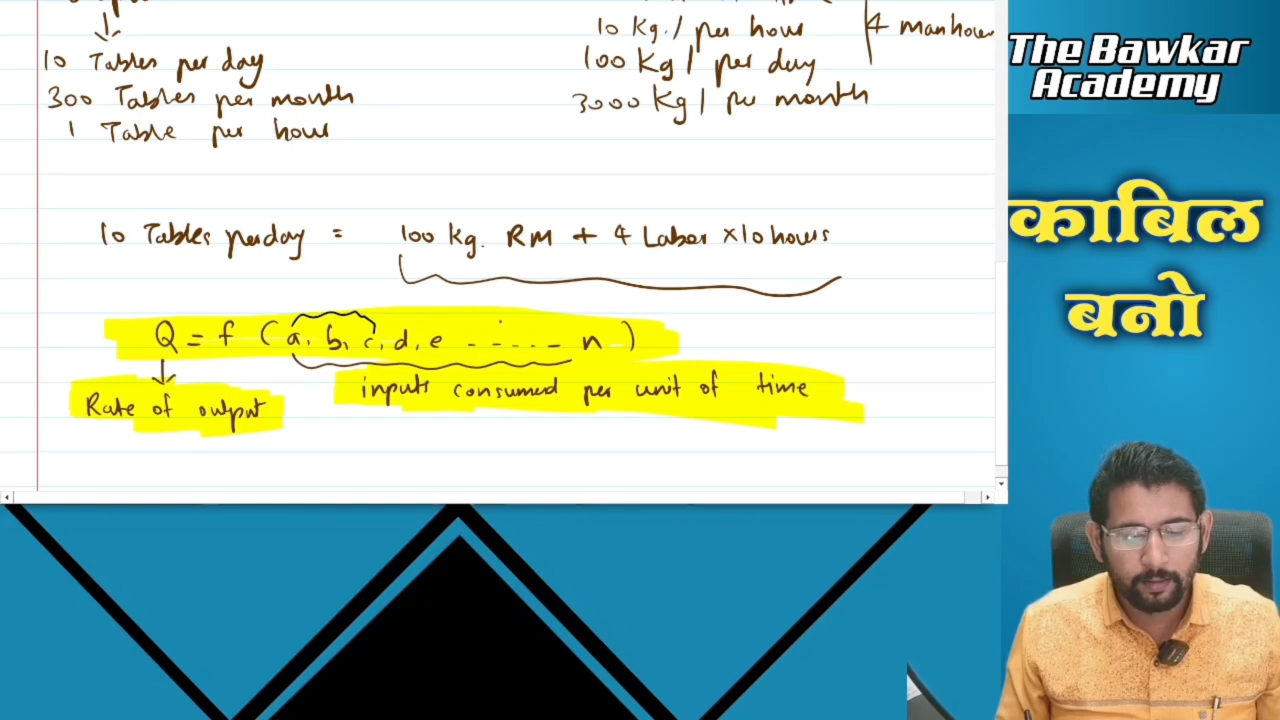 10 Kg./ per hour
4 manhour
10 Tables per day
100 Kg/ per day
300 Tables per month
3000 Kg/ per month
1 Table per hour
10 Tables perday = 100 Kg. RM + 4 Labor × 10 hours
Q = f (a, b, c, d, e ------ n)
inputs consumed per unit of time
Rate of output
The Bawkar
Academy
काबिल
बनो